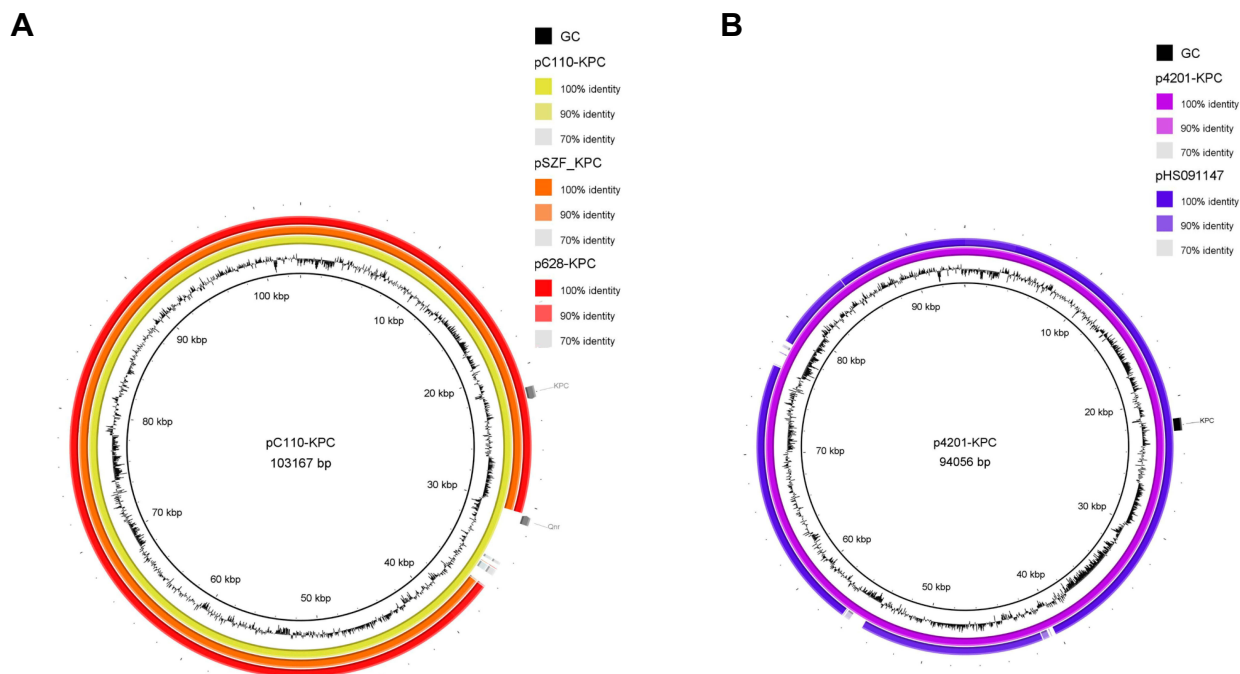 A
GC
pC110-KPC
100% identity
90% identity
70% identity
pSZF_KPC
100% identity
90% identity
70% identity
p628-KPC
100% identity
90% identity
70% identity
100 kbp
10 kbp
90 kbp
KPC
20 kbp
80 kbp
pC110-KPC
103167 bp
30 kbp
70 kbp
Qnr
40 kbp
60 kbp
50 kbp
B
GC
p4201-KPC
100% identity
90% identity
70% identity
pHS091147
100% identity
90% identity
70% identity
90 kbp
10 kbp
80 kbp
20 kbp
KPC
p4201-KPC
70 kbp
94056 bp
30 kbp
60 kbp
40 kbp
50 kbp